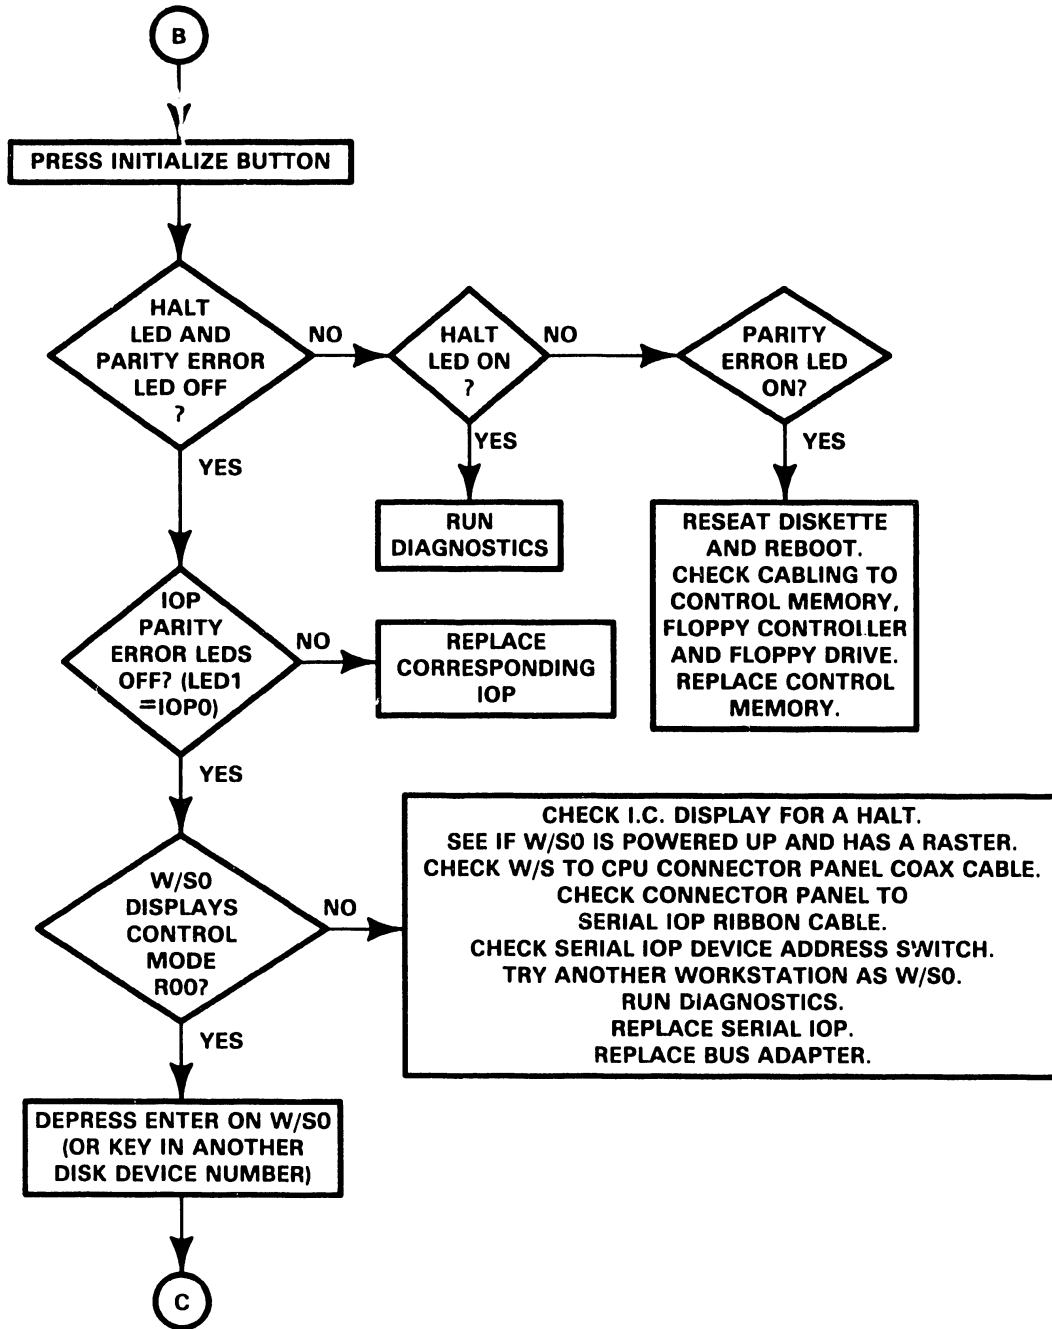 B
PRESS INITIALIZE BUTTON
HALT
LED AND
PARITY ERROR
LED OFF
?
NO
HALT
LED ON
?
NO
PARITY
ERROR LED
ON?
YES
YES
YES
RUN
DIAGNOSTICS
RESEAT DISKETTE
AND REBOOT.
CHECK CABLING TO
CONTROL MEMORY,
FLOPPY CONTROLLER
AND FLOPPY DRIVE.
REPLACE CONTROL
MEMORY.
IOP
PARITY
ERROR LEDS
OFF? (LED1
=IOP0)
NO
REPLACE
CORRESPONDING
IOP
YES
W/S0
DISPLAYS
CONTROL
MODE
R00?
NO
CHECK I.C. DISPLAY FOR A HALT.
SEE IF W/S0 IS POWERED UP AND HAS A RASTER.
CHECK W/S TO CPU CONNECTOR PANEL COAX CABLE.
CHECK CONNECTOR PANEL TO
SERIAL IOP RIBBON CABLE.
CHECK SERIAL IOP DEVICE ADDRESS SWITCH.
TRY ANOTHER WORKSTATION AS W/S0.
RUN DIAGNOSTICS.
REPLACE SERIAL IOP.
REPLACE BUS ADAPTER.
YES
DEPRESS ENTER ON W/S0
(OR KEY IN ANOTHER
DISK DEVICE NUMBER)
C